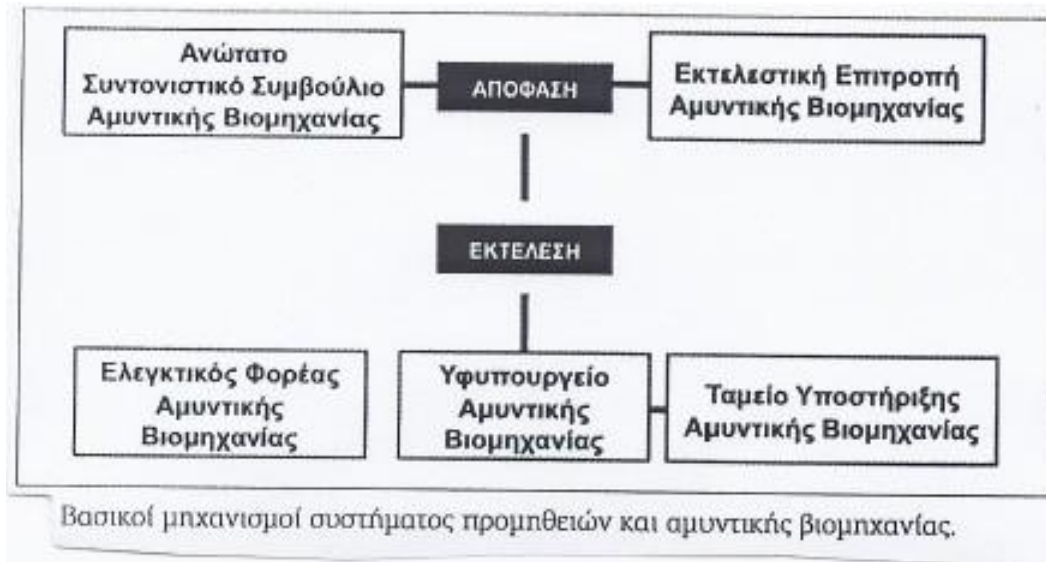 Ανώτατο
Συντονιστικό Συμβούλιο
Αμυντικής Βιομηχανίας
ΑΠΟΦΑΣΗ
Εκτελεστική Επιτροπή
Αμυντικής Βιομηχανίας
ΕΚΤΕΛΕΣΗ
Ελεγκτικός Φορέας
Αμυντικής
Βιομηχανίας
Υφυπουργείο
Αμυντικής
Βιομηχανίας
Ταμείο Υποστήριξης
Αμυντικής Βιομηχανίας
Βασικοί μηχανισμοί συστήματος προμηθειών και αμυντικής βιομηχανίας.